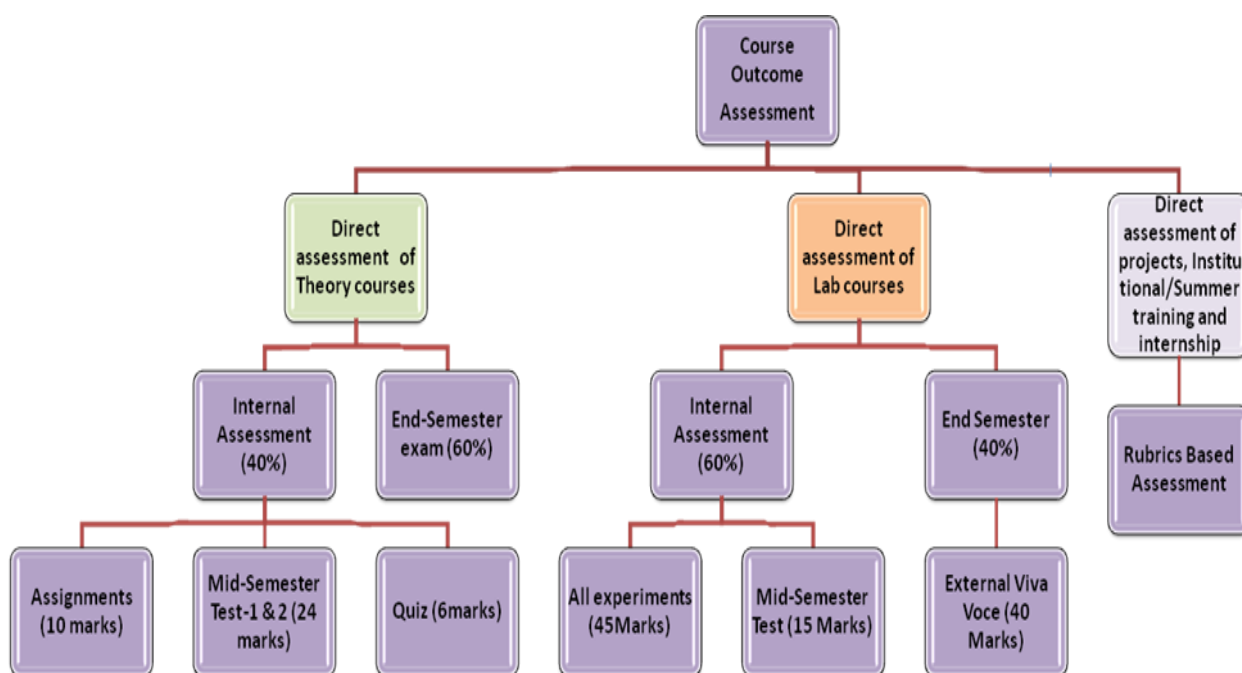 Course
Outcome
Assessment
Direct
assessment of
Theory courses
Direct
assessment of
Lab courses
Direct
assessment of
projects, Institu
tional/Summer
training and
internship
Internal
Assessment
(40%)
End-Semester
exam (60%)
Internal
Assessment
(60%)
End Semester
(40%)
Rubrics Based
Assessment
Assignments
(10 marks)
Mid-Semester
Test-1 & 2 (24
marks)
Quiz (6marks)
All experiments
(45Marks)
Mid-Semester
Test (15 Marks)
External Viva
Voce (40
Marks)